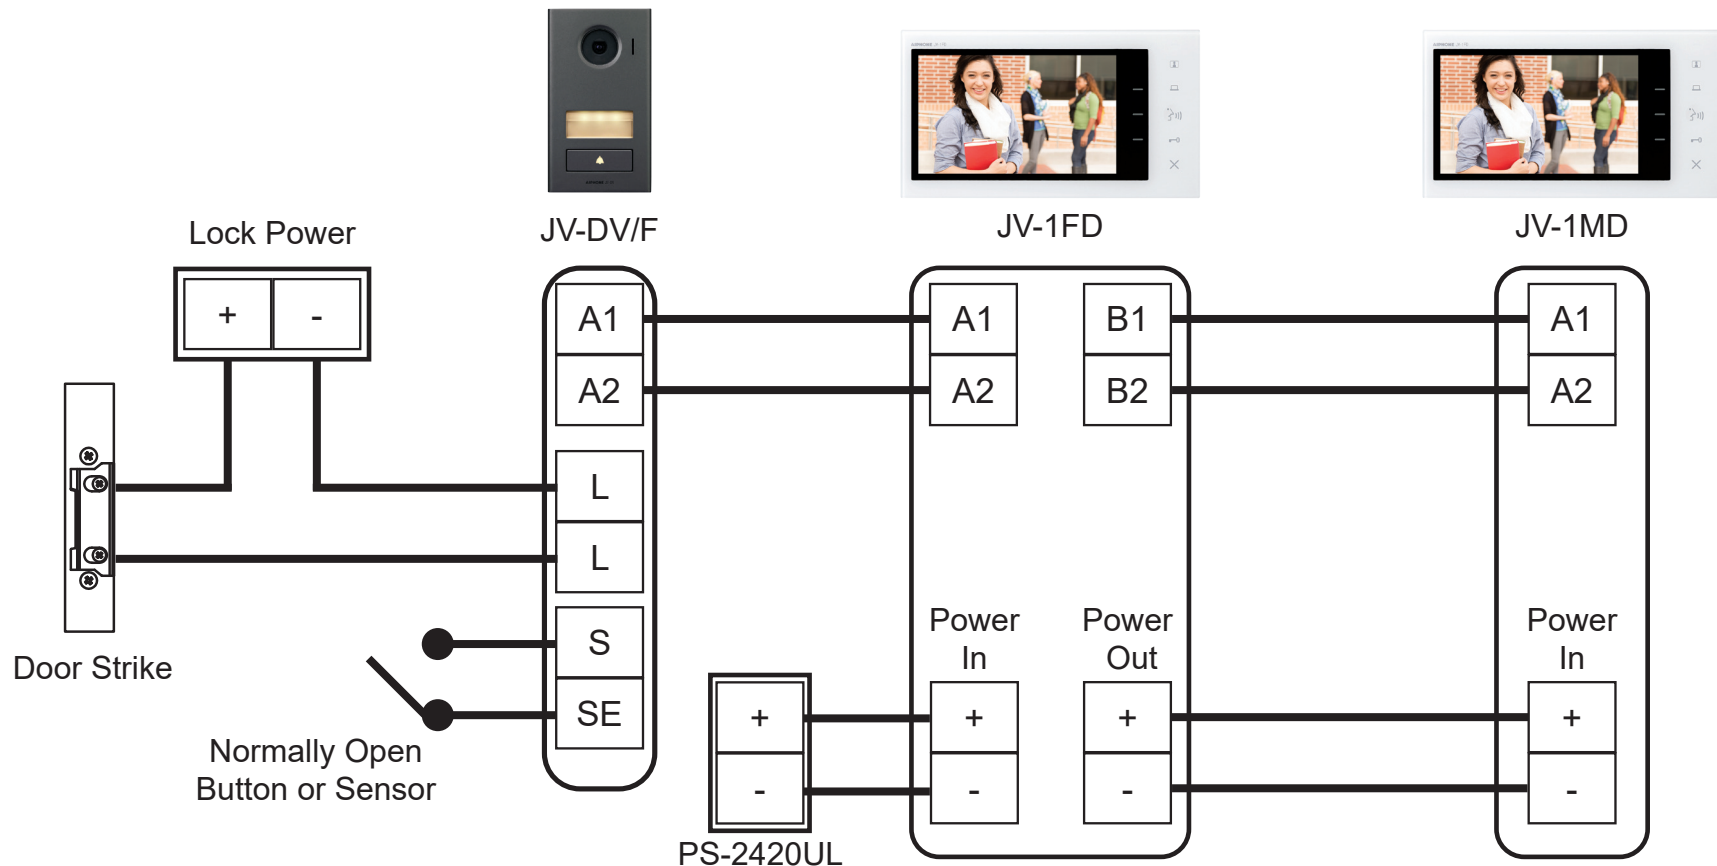 JV-DV/F
JV-1FD
JV-1MD
Lock Power
+ -
A1
A2
L
L
S
SE
A1
A2
B1
B2
A1
A2
Door Strike
Normally Open
Button or Sensor
Power
In
Power
Out
Power
In
+
-
+
-
+
-
+
-
PS-2420UL